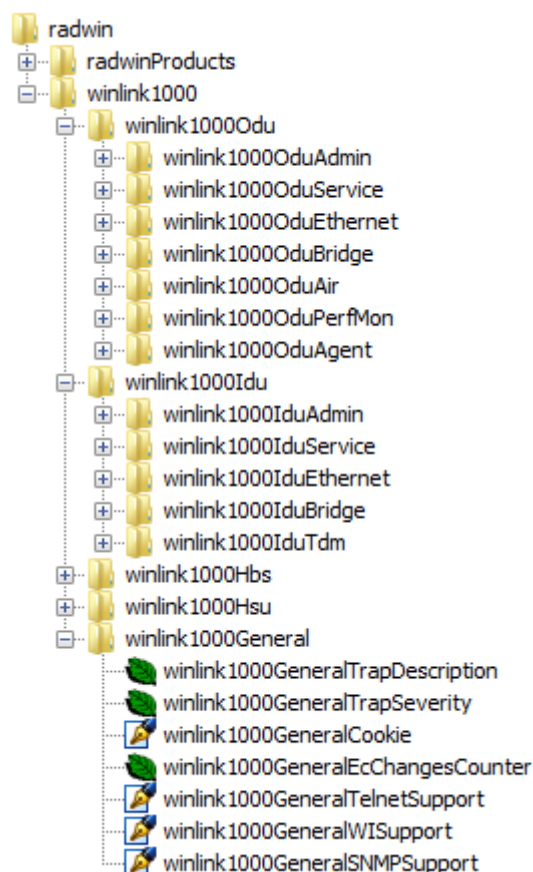 radwin
radwinProducts
winlink1000
winlink1000Odu
winlink1000OduAdmin
winlink1000OduService
winlink1000OduEthernet
winlink1000OduBridge
winlink1000OduAir
winlink1000OduPerfMon
winlink1000OduAgent
winlink1000Idu
winlink1000IduAdmin
winlink1000IduService
winlink1000IduEthernet
winlink1000IduBridge
winlink1000IduTdm
winlink1000Hbs
winlink1000Hsu
winlink1000General
winlink1000GeneralTrapDescription
winlink1000GeneralTrapSeverity
winlink1000GeneralCookie
winlink1000GeneralEcChangesCounter
winlink1000GeneralTelnetSupport
winlink1000GeneralWISupport
winlink1000GeneralSNMPSupport